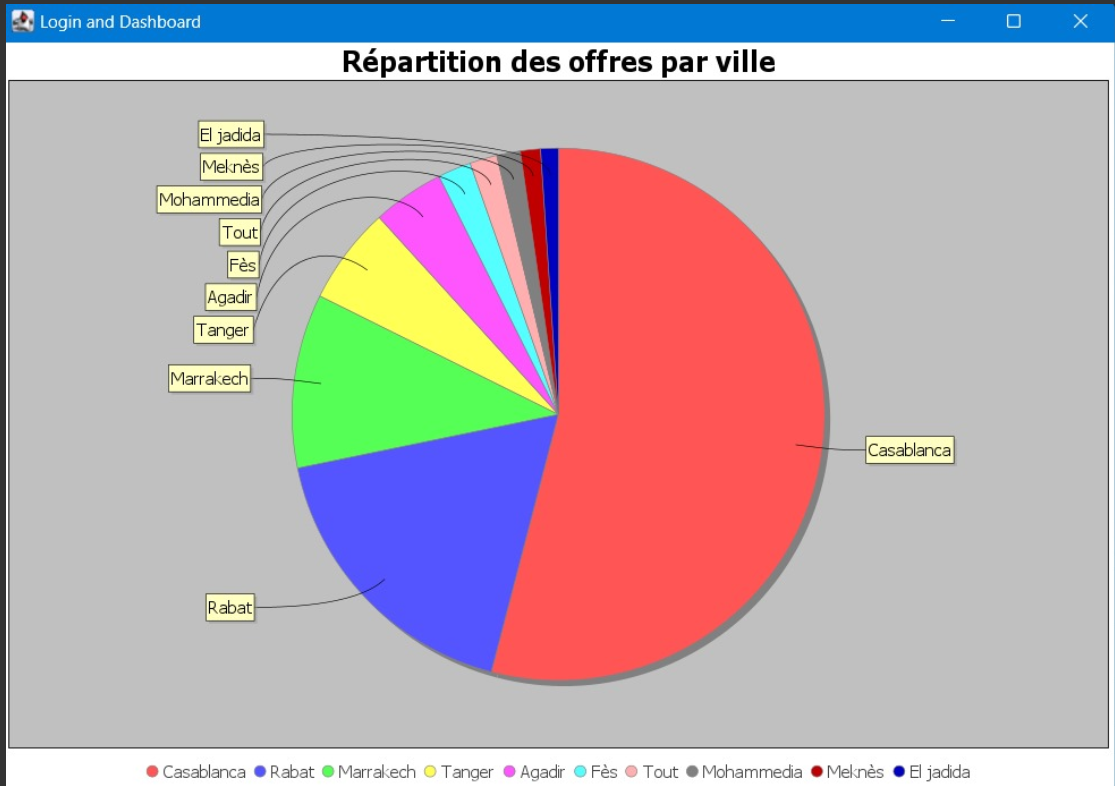 Login and Dashboard
Répartition des offres par ville
El jadida
Meknès
Mohammedia
Tout
Fès
Agadir
Tanger
Marrakech
Casablanca
Rabat
Casablanca Rabat Marrakech Tanger Agadir Fès Tout Mohammedia Meknès El jadida